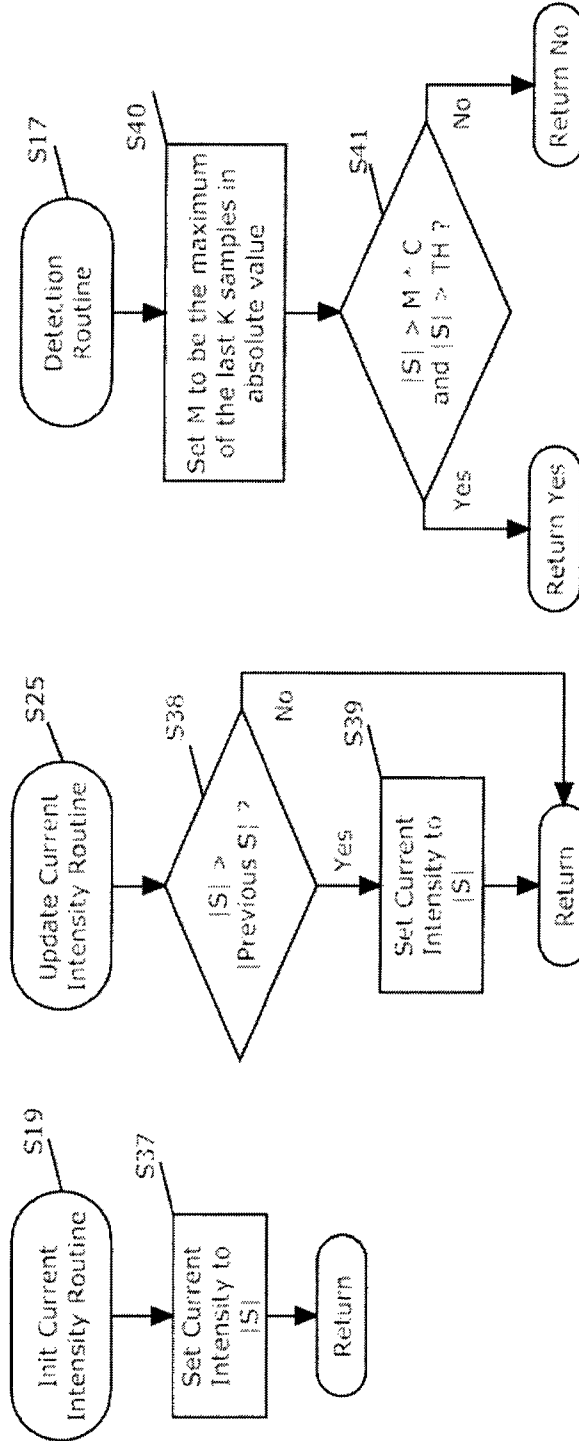 Init Current
Intensity Routine
S19
Set Current
Intensity to
|S|
S37
Return
Update Current
Intensity Routine
S25
|S| >
|Previous S| ?
S38
Yes
No
Set Current
Intensity to
|S|
S39
Return
Detection
Routine
S17
Set M to be the maximum
of the last K samples in
absolute value
S40
|S| > M * C
and |S| > TH ?
S41
Yes
No
Return Yes
Return No